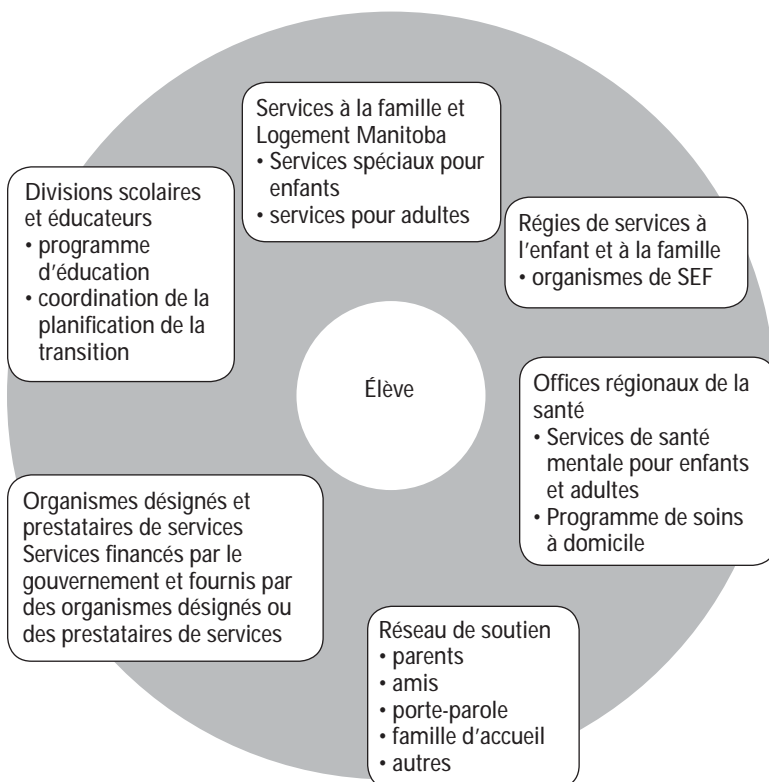 Services à la famille et
Logement Manitoba
• Services spéciaux pour
enfants
• services pour adultes
Divisions scolaires
et éducateurs
• programme
d'éducation
• coordination de la
planification de la
transition
Régies de services à
l'enfant et à la famille
• organismes de SEF
Élève
Offices régionaux de la
santé
• Services de santé
mentale pour enfants
et adultes
• Programme de soins
à domicile
Organismes désignés et
prestataires de services
Services financés par le
gouvernement et fournis par
des organismes désignés ou
des prestataires de services
Réseau de soutien
• parents
• amis
• porte-parole
• famille d'accueil
• autres